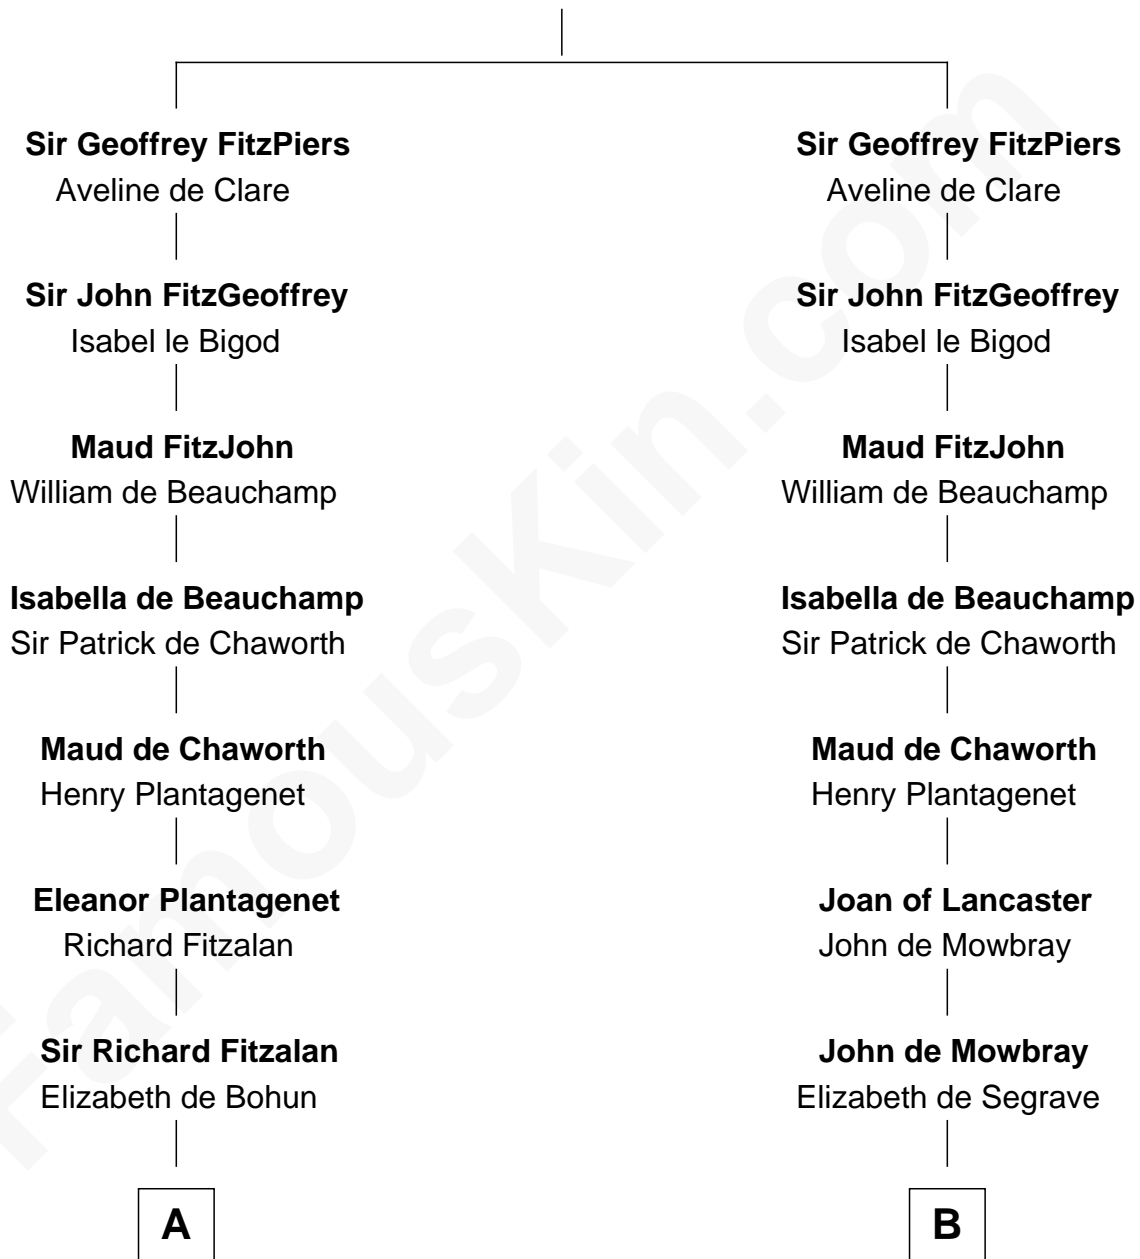 Sir Geoffrey FitzPiers
Aveline de Clare
Sir John FitzGeoffrey
Isabel le Bigod
Maud FitzJohn
William de Beauchamp
Isabella de Beauchamp
Sir Patrick de Chaworth
Maud de Chaworth
Henry Plantagenet
Eleanor Plantagenet
Richard Fitzalan
Sir Richard Fitzalan
Elizabeth de Bohun
A
Sir Geoffrey FitzPiers
Aveline de Clare
Sir John FitzGeoffrey
Isabel le Bigod
Maud FitzJohn
William de Beauchamp
Isabella de Beauchamp
Sir Patrick de Chaworth
Maud de Chaworth
Henry Plantagenet
Joan of Lancaster
John de Mowbray
John de Mowbray
Elizabeth de Segrave
B
FamousKin.com